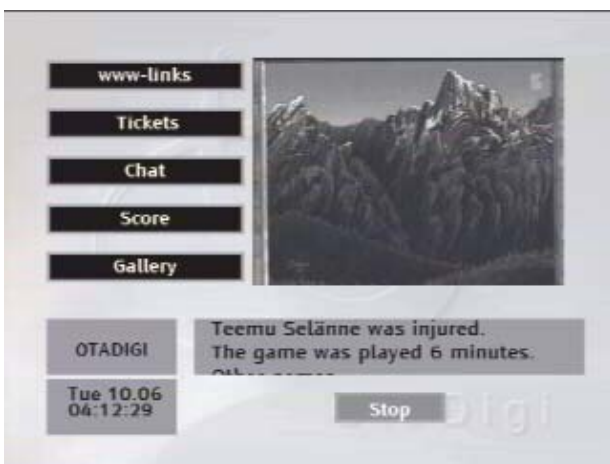 www-links
Tickets
Chat
Score
Gallery
OTADIGI
Teemu Selänne was injured.
The game was played 6 minutes.
Tue 10.06
04:12:29
Stop
Digi